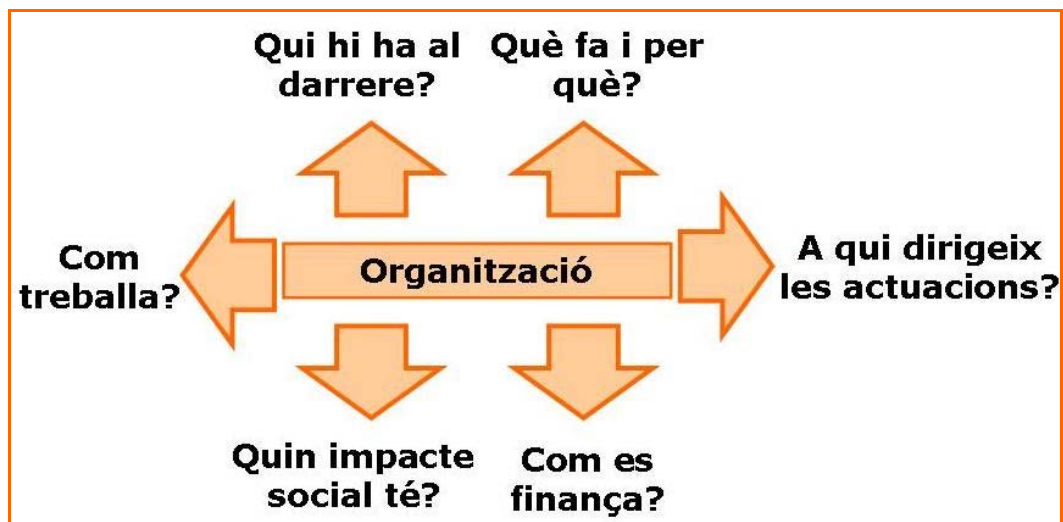 Qui hi ha al
darrere?
Què fa i per
què?
Com
treballa?
Organització
A qui dirigeix
les actuacions?
Quin impacte
social té?
Com es
finança?